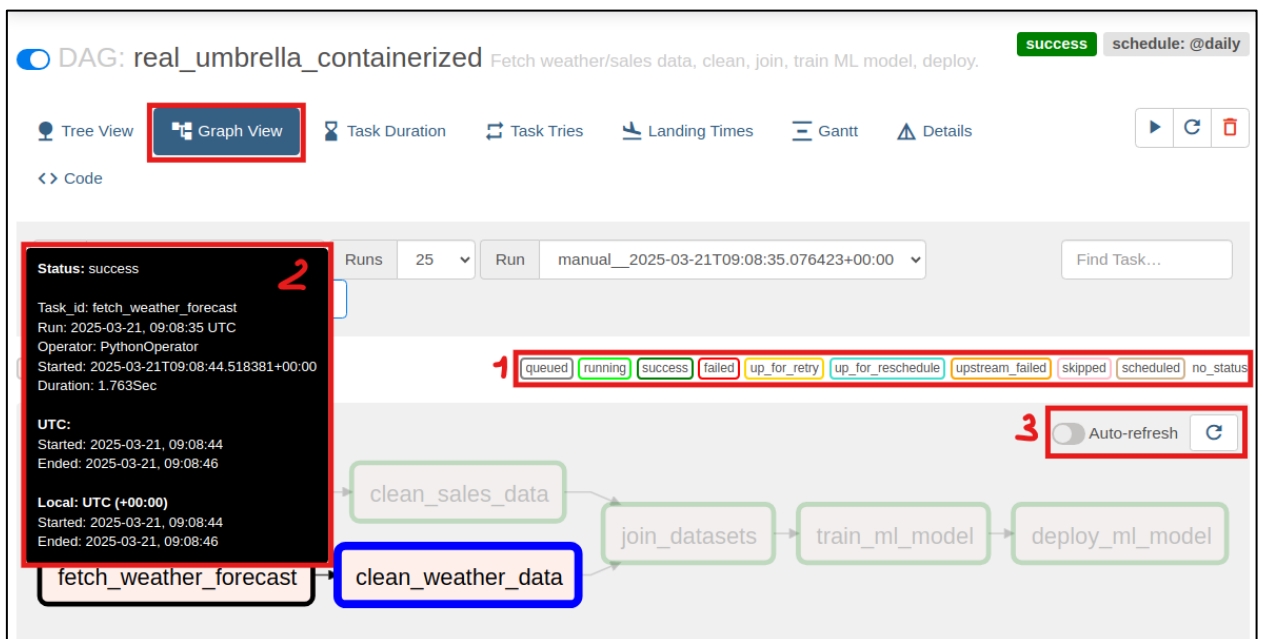 DAG: real_umbrella_containerized Fetch weather/sales data, clean, join, train ML model, deploy.
success schedule: @daily
Tree View Graph View Task Duration Task Tries Landing Times Gantt Details
<> Code
Runs 25 Run manual__2025-03-21T09:08:35.076423+00:00 Find Task...
2
Status: success
Task_id: fetch_weather_forecast
Run: 2025-03-21, 09:08:35 UTC
Operator: PythonOperator
Started: 2025-03-21T09:08:44.518381+00:00
Duration: 1.763Sec
UTC:
Started: 2025-03-21, 09:08:44
Ended: 2025-03-21, 09:08:46
Local: UTC (+00:00)
Started: 2025-03-21, 09:08:44
Ended: 2025-03-21, 09:08:46
1 queued running success failed up_for_retry up_for_reschedule upstream_failed skipped scheduled no_status
3 Auto-refresh
clean_sales_data
join_datasets train_ml_model deploy_ml_model
fetch_weather_forecast clean_weather_data